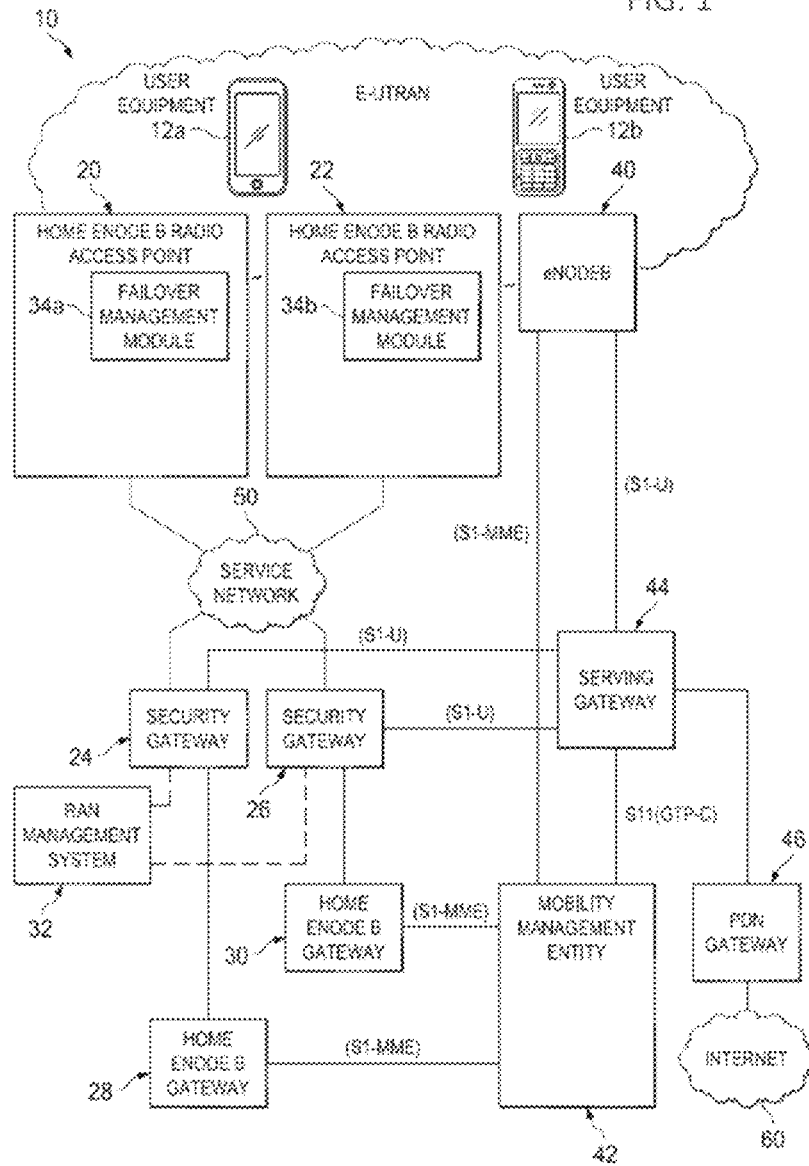 FIG. 1
10
USER
EQUIPMENT
12a
E-UTRAN
USER
EQUIPMENT
12b
20
22
40
HOME ENODE B RADIO
ACCESS POINT
34a
FAILOVER
MANAGEMENT
MODULE
HOME ENODE B RADIO
ACCESS POINT
34b
FAILOVER
MANAGEMENT
MODULE
eNODEB
50
SERVICE
NETWORK
(S1-MME)
(S1-U)
44
(S1-U)
SERVING
GATEWAY
SECURITY
GATEWAY
24
SECURITY
GATEWAY
26
(S1-U)
RAN
MANAGEMENT
SYSTEM
32
S11(GTP-C)
46
HOME
ENODE B
GATEWAY
30
(S1-MME)
MOBILITY
MANAGEMENT
ENTITY
PDN
GATEWAY
HOME
ENODE B
GATEWAY
28
(S1-MME)
42
INTERNET
60